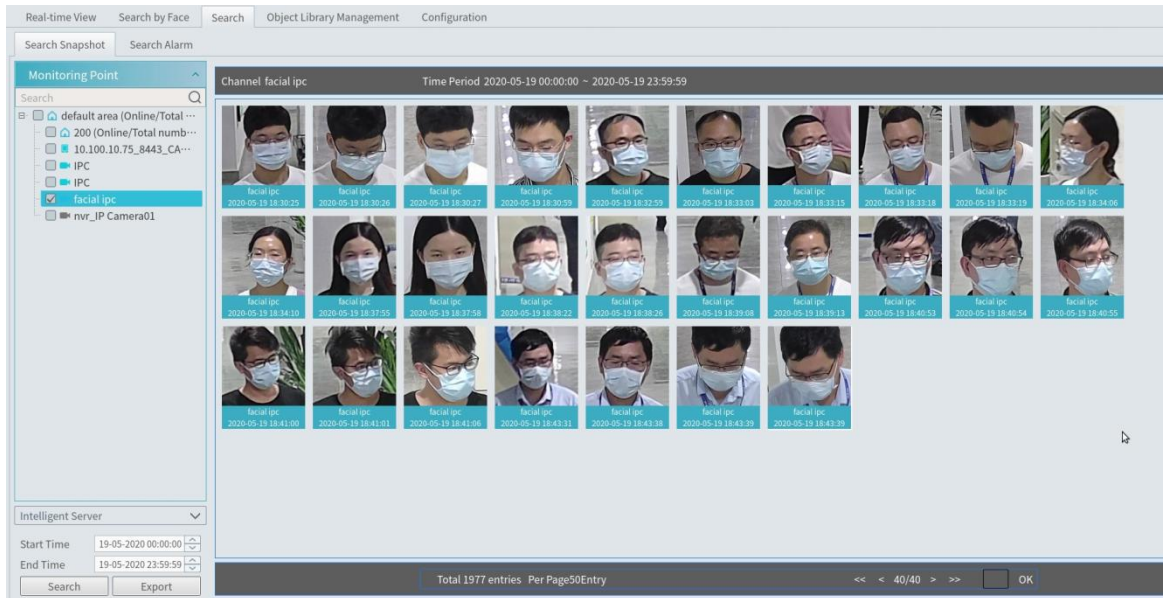 Real-time View Search by Face Search Object Library Management Configuration
Search Snapshot Search Alarm
Monitoring Point
Channel facial ipc Time Period 2020-05-19 00:00:00 ~ 2020-05-19 23:59:59
Search
default area (Online/Total ···
200 (Online/Total numb···
10.100.10.75_8443_CA···
IPC
IPC
facial ipc
nvr_IP Camera01
facial ipc facial ipc facial ipc facial ipc facial ipc facial ipc facial ipc facial ipc facial ipc facial ipc
2020-05-19 18:30:25 2020-05-19 18:30:26 2020-05-19 18:30:27 2020-05-19 18:30:59 2020-05-19 18:32:59 2020-05-19 18:33:03 2020-05-19 18:33:15 2020-05-19 18:33:18 2020-05-19 18:33:19 2020-05-19 18:34:06
facial ipc facial ipc facial ipc facial ipc facial ipc facial ipc facial ipc facial ipc facial ipc facial ipc
2020-05-19 18:34:10 2020-05-19 18:37:55 2020-05-19 18:37:58 2020-05-19 18:38:22 2020-05-19 18:38:26 2020-05-19 18:39:08 2020-05-19 18:39:13 2020-05-19 18:40:53 2020-05-19 18:40:54 2020-05-19 18:40:55
facial ipc facial ipc facial ipc facial ipc facial ipc facial ipc facial ipc
2020-05-19 18:41:00 2020-05-19 18:41:01 2020-05-19 18:41:06 2020-05-19 18:43:31 2020-05-19 18:43:38 2020-05-19 18:43:39 2020-05-19 18:43:39
Intelligent Server
Start Time 19-05-2020 00:00:00
End Time 19-05-2020 23:59:59
Search Export
Total 1977 entries Per Page50Entry << < 40/40 > >> OK